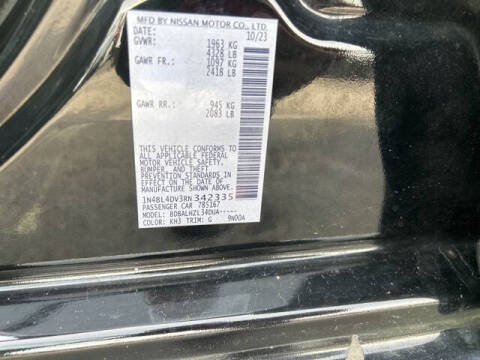 MFD BY NISSAN MOTOR CO., LTD.
DATE: 10/23
GVWR: 1963 KG
4328 LB
GAWR FR.: 1097 KG
2418 LB
GAWR RR.: 945 KG
2083 LB
THIS VEHICLE CONFORMS TO
ALL APPLICABLE FEDERAL
MOTOR VEHICLE SAFETY,
BUMPER, AND THEFT
PREVENTION STANDARDS
IN EFFECT ON THE DATE OF
MANUFACTURE SHOWN ABOVE.
1N4BL4DV3RN342335
PASSENGER CAR 785167
MODEL: BDBALHZL34DUA-----
COLOR: KH3 TRIM: G 9N00A